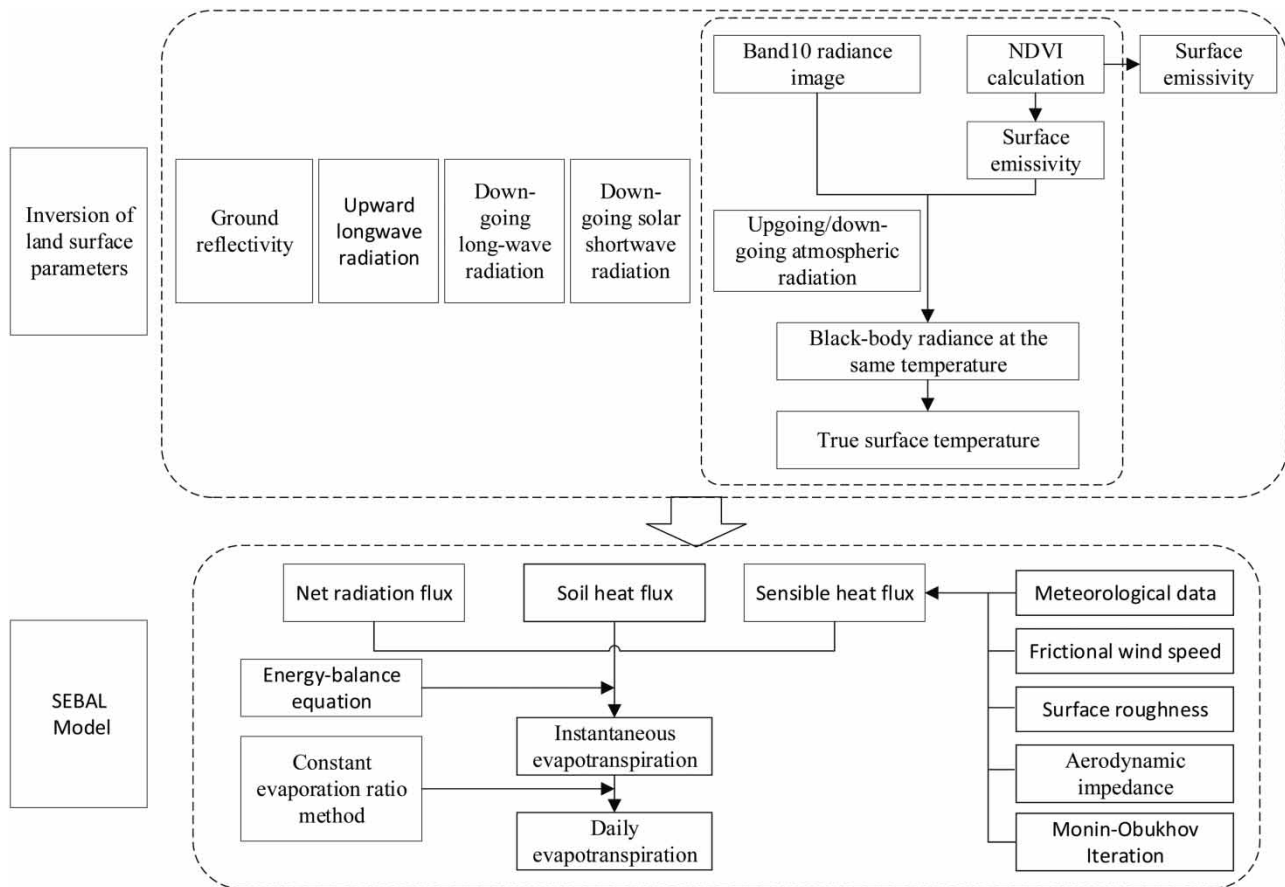 Band10 radiance
image
NDVI
calculation
Surface
emissivity
Surface
emissivity
Inversion of
land surface
parameters
Ground
reflectivity
Upward
longwave
radiation
Down-
going
long-wave
radiation
Down-
going solar
shortwave
radiation
Upgoing/down-
going atmospheric
radiation
Black-body radiance at the
same temperature
True surface temperature
SEBAL
Model
Net radiation flux
Soil heat flux
Sensible heat flux
Meteorological data
Frictional wind speed
Surface roughness
Aerodynamic
impedance
Monin-Obukhov
Iteration
Energy-balance
equation
Instantaneous
evapotranspiration
Constant
evaporation ratio
method
Daily
evapotranspiration